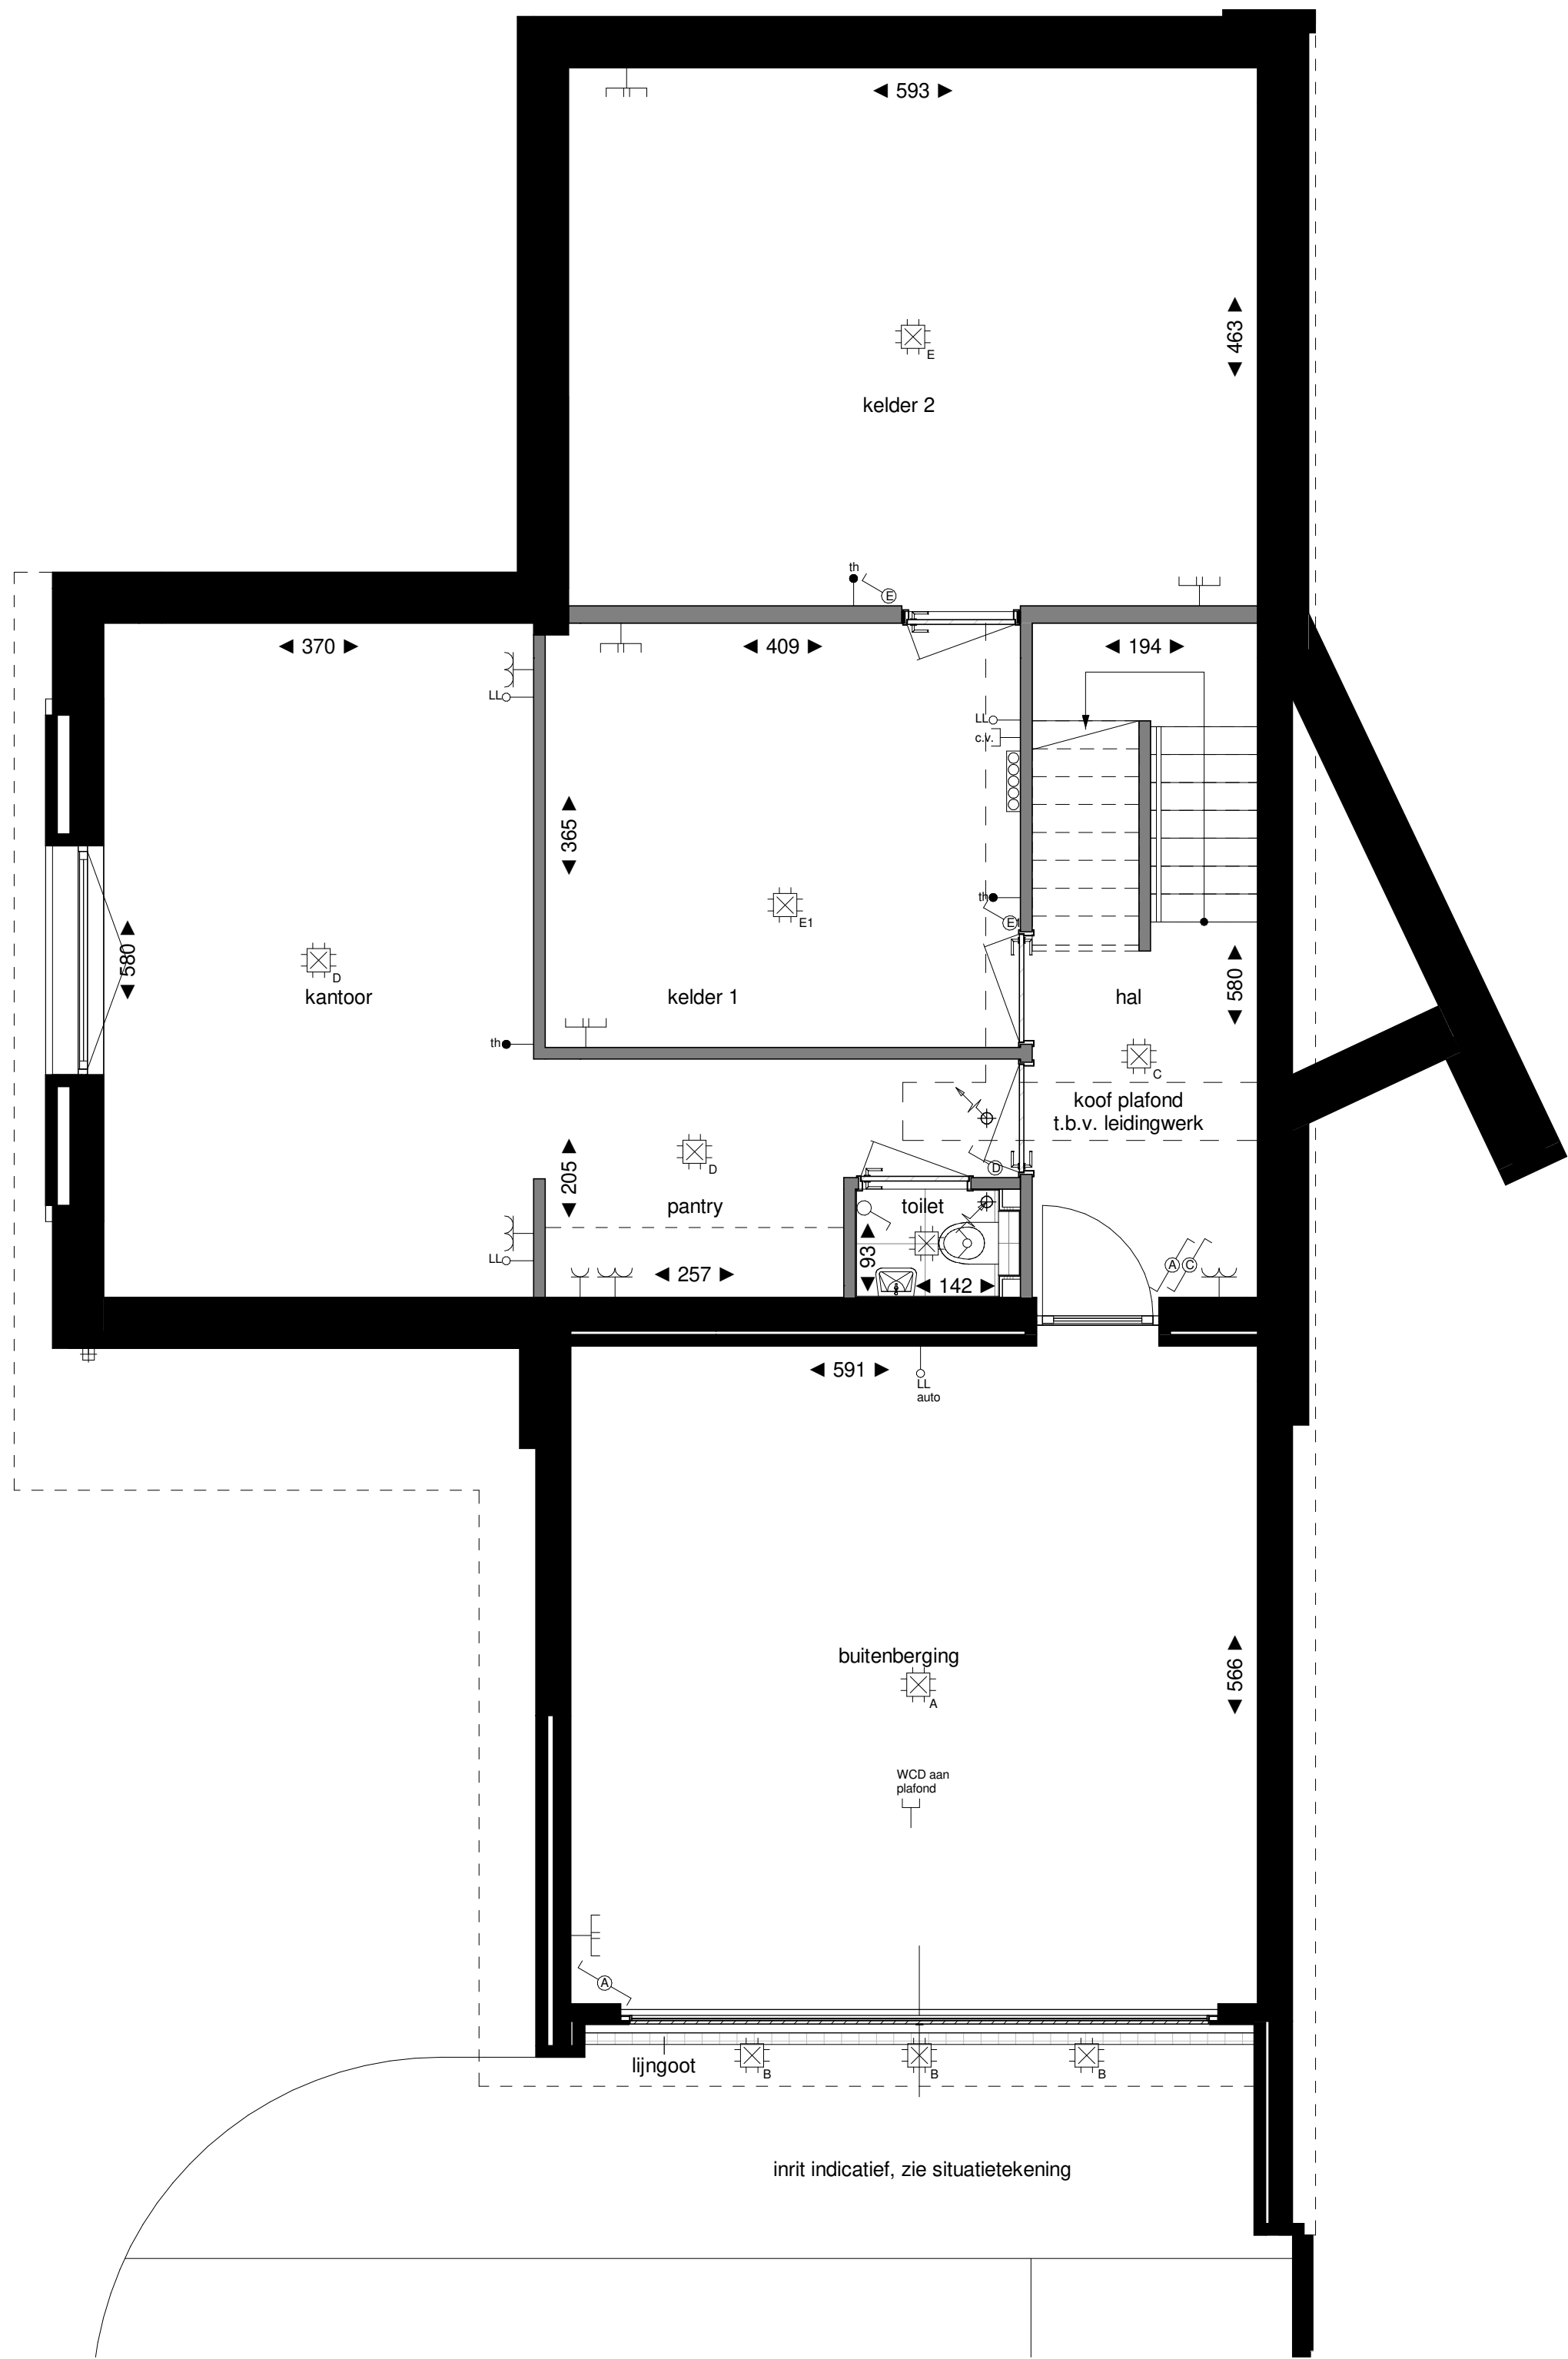 ◄ 593 ►
◄ 463 ►
E
kelder 2
th
E
◄ 370 ►
◄ 409 ►
◄ 194 ►
LL
LL
c.v.
◄ 365 ►
th
E1
E1
◄ 580 ►
D
kantoor
kelder 1
hal
◄ 580 ►
th
C
koof plafond
t.b.v. leidingwerk
◄ 205 ►
D
D
pantry
toilet
LL
◄ 93 ►
A
C
◄ 257 ►
◄ 142 ►
◄ 591 ►
LL
auto
buitenberging
A
◄ 566 ►
WCD aan
plafond
A
lijngoot
B
B
B
inrit indicatief, zie situatietekening